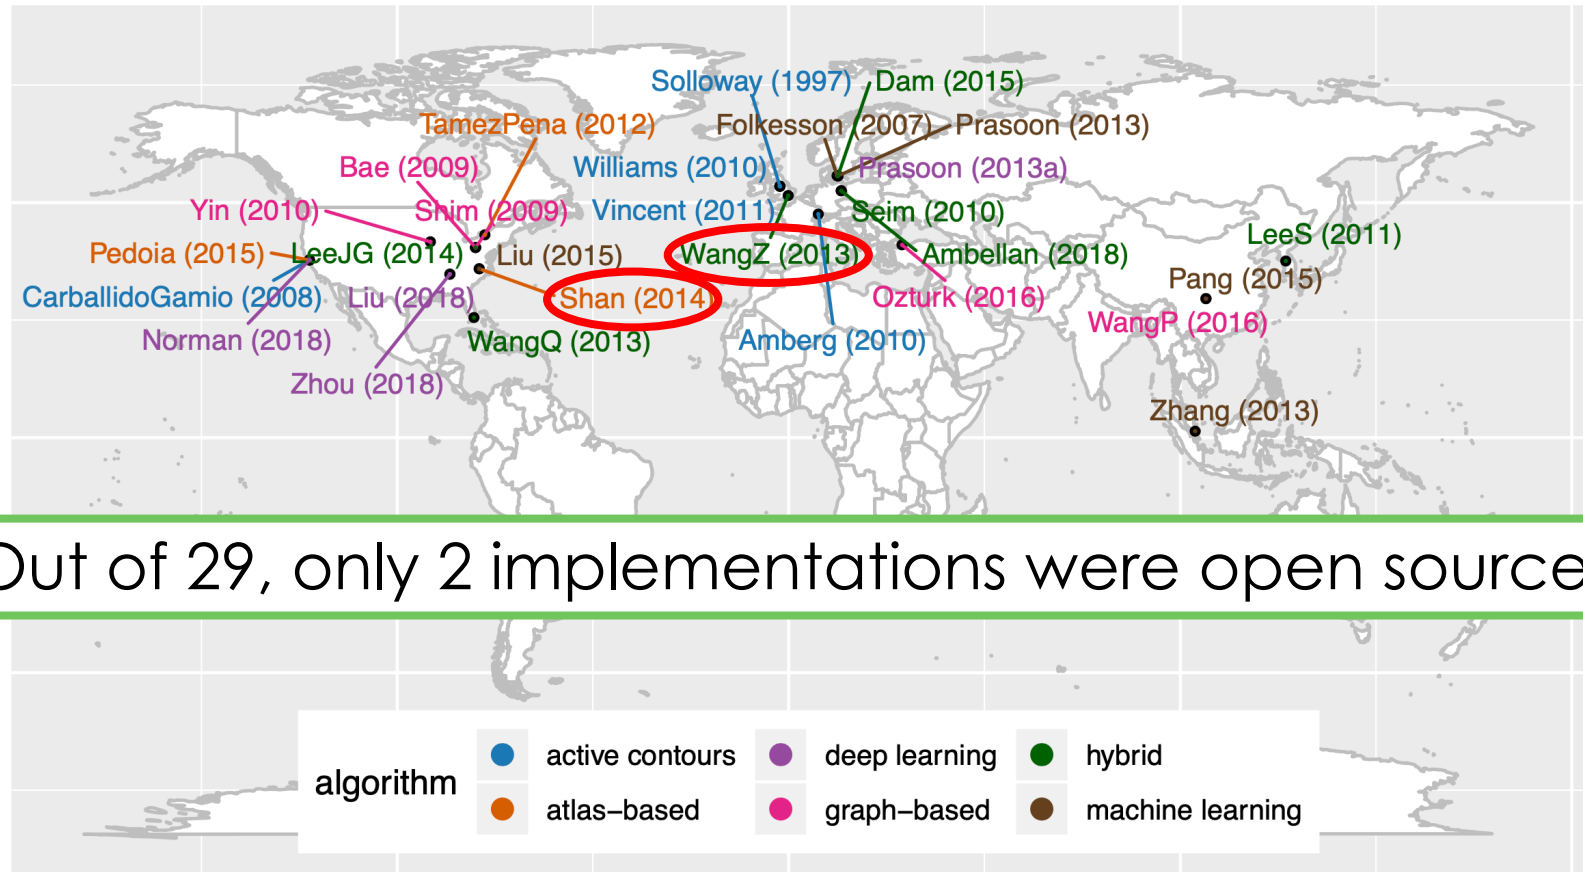 Solloway (1997)
Dam (2015)
TamezPena (2012)
Folkesson (2007)
Prasoon (2013)
Bae (2009)
Williams (2010)
Prasoon (2013a)
Yin (2010)
Shim (2009)
Vincent (2011)
Seim (2010)
LeeS (2011)
Pedoia (2015)
LeeJG (2014)
Liu (2015)
WangZ (2013)
Ambellan (2018)
Pang (2015)
CarballidoGamio (2008)
Liu (2018)
Shan (2014)
Ozturk (2016)
WangP (2016)
Norman (2018)
WangQ (2013)
Amberg (2010)
Zhou (2018)
Zhang (2013)
Out of 29, only 2 implementations were open source
algorithm
active contours
deep learning
hybrid
atlas−based
graph−based
machine learning